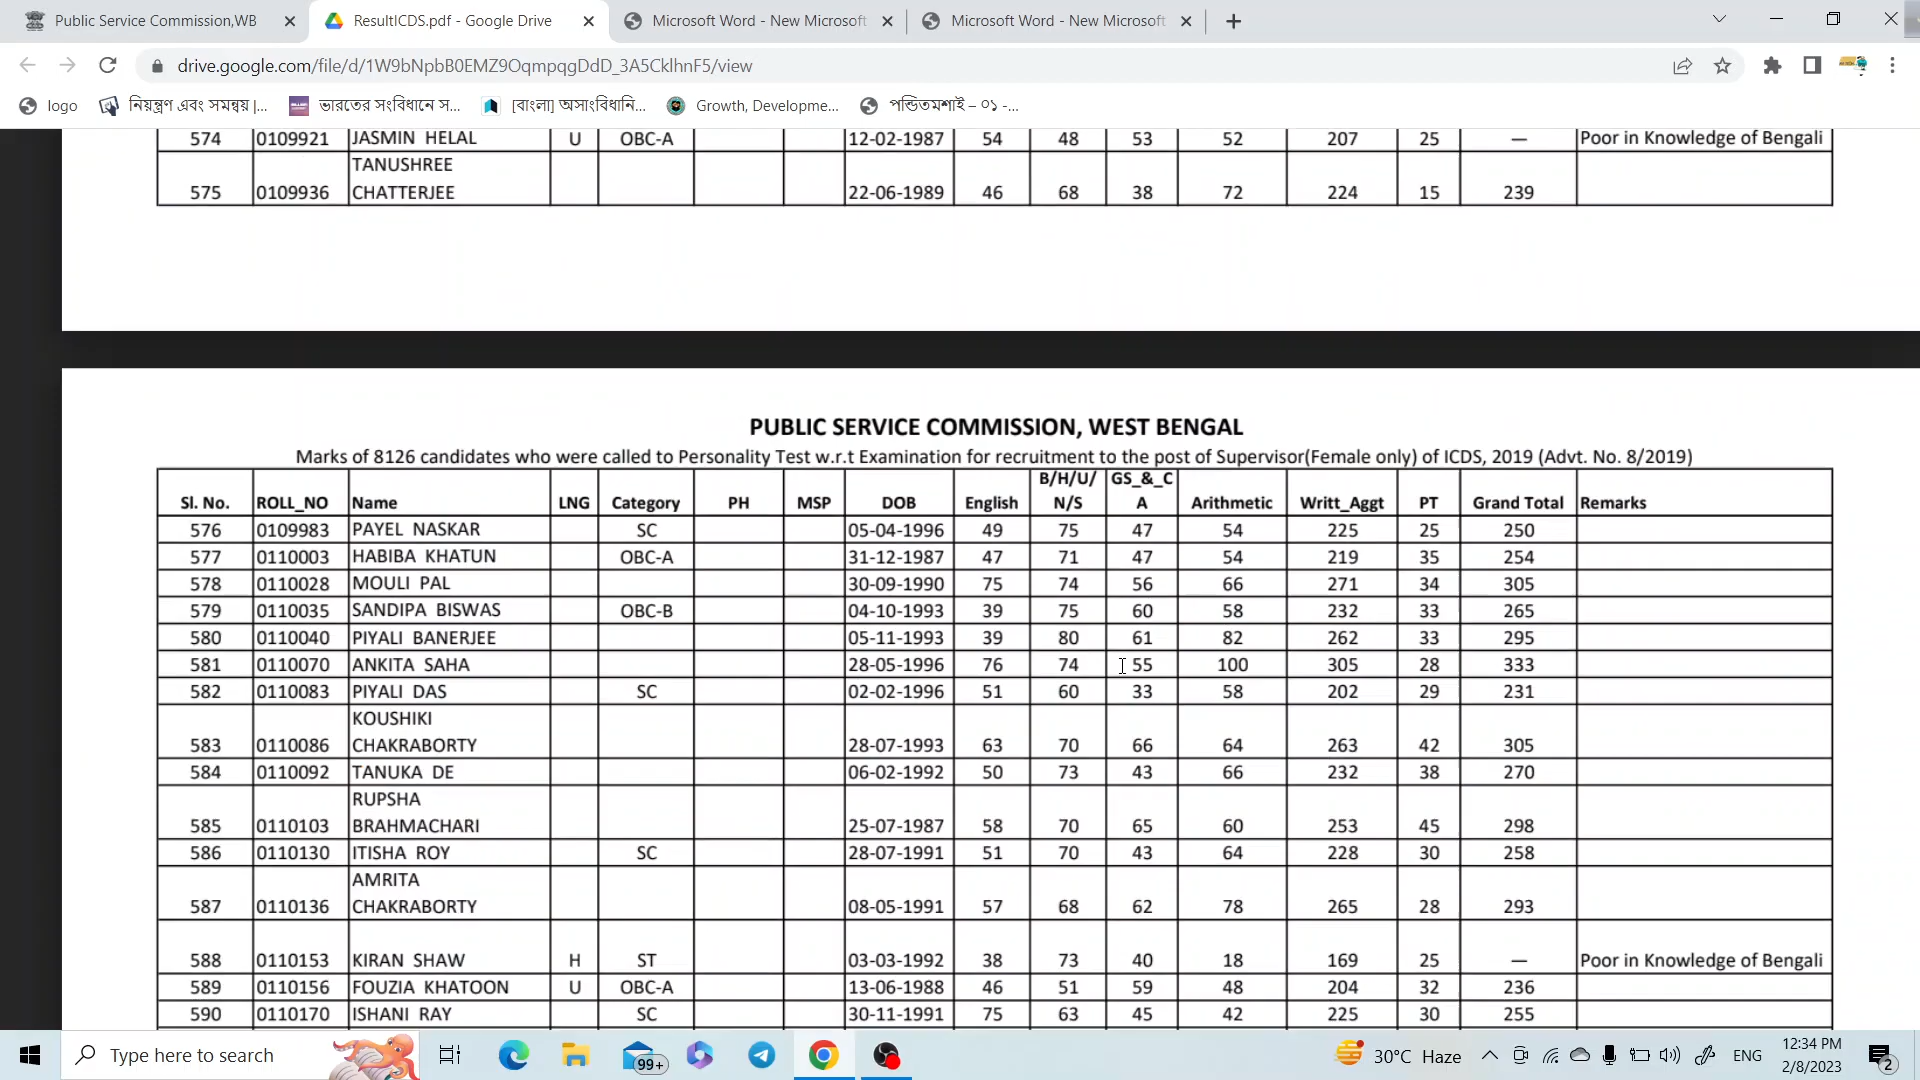 Public Service Commission,WB
ResultICDS.pdf - Google Drive
Microsoft Word - New Microsoft
Microsoft Word - New Microsoft
drive.google.com/file/d/1W9bNpbB0EMZ9OqmpqgDdD_3A5CklhnF5/view
logo
নিয়ন্ত্রণ এবং সমন্বয় |...
ভারতের সংবিধানে স...
[বাংলা] অসাংবিধানি...
Growth, Developme...
পন্ডিতমশাই – ০১ -...
574 0109921 JASMIN HELAL U OBC-A 12-02-1987 54 48 53 52 207 25 — Poor in Knowledge of Bengali
TANUSHREE
575 0109936 CHATTERJEE 22-06-1989 46 68 38 72 224 15 239
PUBLIC SERVICE COMMISSION, WEST BENGAL
Marks of 8126 candidates who were called to Personality Test w.r.t Examination for recruitment to the post of Supervisor(Female only) of ICDS, 2019 (Advt. No. 8/2019)
B/H/U/ GS_&_C
Sl. No. ROLL_NO Name LNG Category PH MSP DOB English N/S A Arithmetic Writt_Aggt PT Grand Total Remarks
576 0109983 PAYEL NASKAR SC 05-04-1996 49 75 47 54 225 25 250
577 0110003 HABIBA KHATUN OBC-A 31-12-1987 47 71 47 54 219 35 254
578 0110028 MOULI PAL 30-09-1990 75 74 56 66 271 34 305
579 0110035 SANDIPA BISWAS OBC-B 04-10-1993 39 75 60 58 232 33 265
580 0110040 PIYALI BANERJEE 05-11-1993 39 80 61 82 262 33 295
581 0110070 ANKITA SAHA 28-05-1996 76 74 55 100 305 28 333
582 0110083 PIYALI DAS SC 02-02-1996 51 60 33 58 202 29 231
KOUSHIKI
583 0110086 CHAKRABORTY 28-07-1993 63 70 66 64 263 42 305
584 0110092 TANUKA DE 06-02-1992 50 73 43 66 232 38 270
RUPSHA
585 0110103 BRAHMACHARI 25-07-1987 58 70 65 60 253 45 298
586 0110130 ITISHA ROY SC 28-07-1991 51 70 43 64 228 30 258
AMRITA
587 0110136 CHAKRABORTY 08-05-1991 57 68 62 78 265 28 293
588 0110153 KIRAN SHAW H ST 03-03-1992 38 73 40 18 169 25 — Poor in Knowledge of Bengali
589 0110156 FOUZIA KHATOON U OBC-A 13-06-1988 46 51 59 48 204 32 236
590 0110170 ISHANI RAY SC 30-11-1991 75 63 45 42 225 30 255
Type here to search
99+
30°C Haze
ENG
12:34 PM
2/8/2023
2